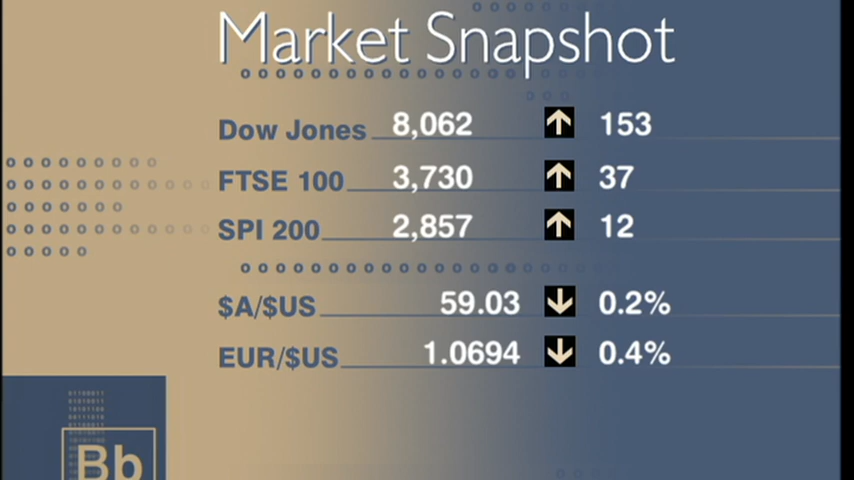 Market Snapshot
Dow Jones 8,062 ↑ 153
FTSE 100 3,730 ↑ 37
SPI 200 2,857 ↑ 12
$A/$US 59.03 ↓ 0.2%
EUR/$US 1.0694 ↓ 0.4%
Bb